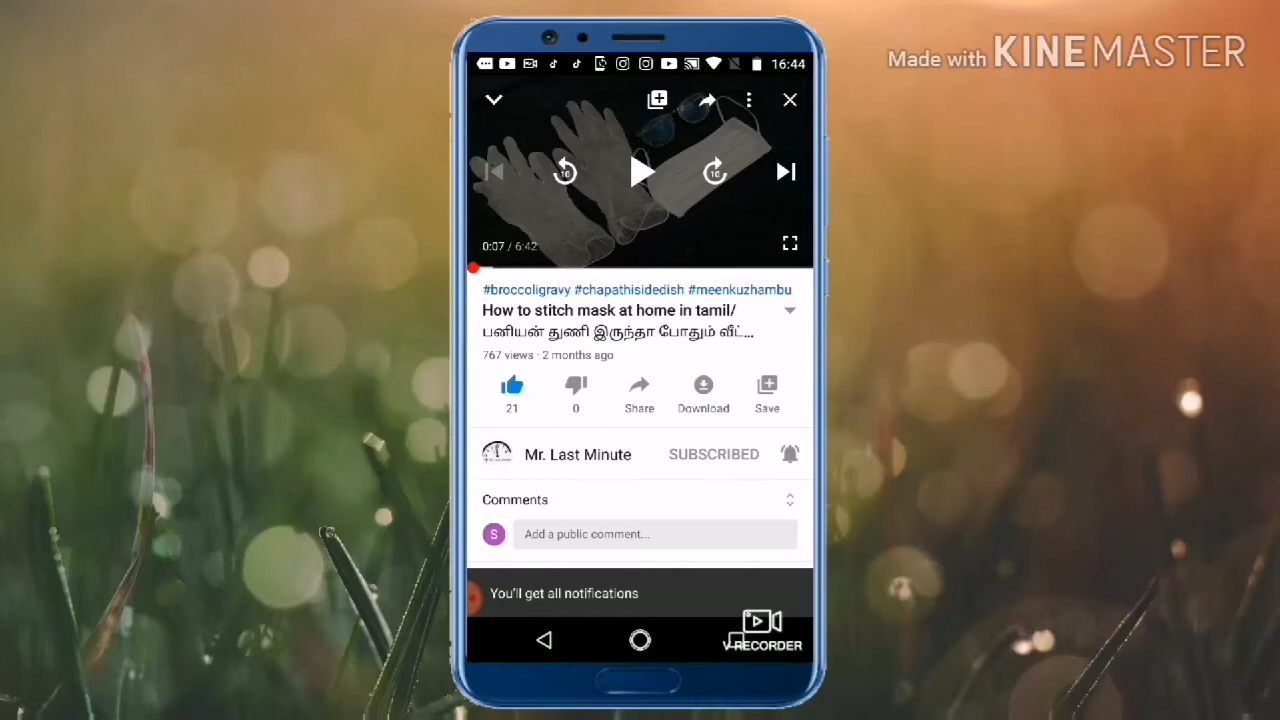 Made with KINEMASTER
16:44
10 10
0:07 / 6:42
#broccoligravy #chapathisidedish #meenkuzhambu
How to stitch mask at home in tamil/
பனியன் துணி இருந்தா போதும் வீட்...
767 views · 2 months ago
21 0 Share Download Save
Mr. Last Minute SUBSCRIBED
Comments
S Add a public comment...
You'll get all notifications
V RECORDER